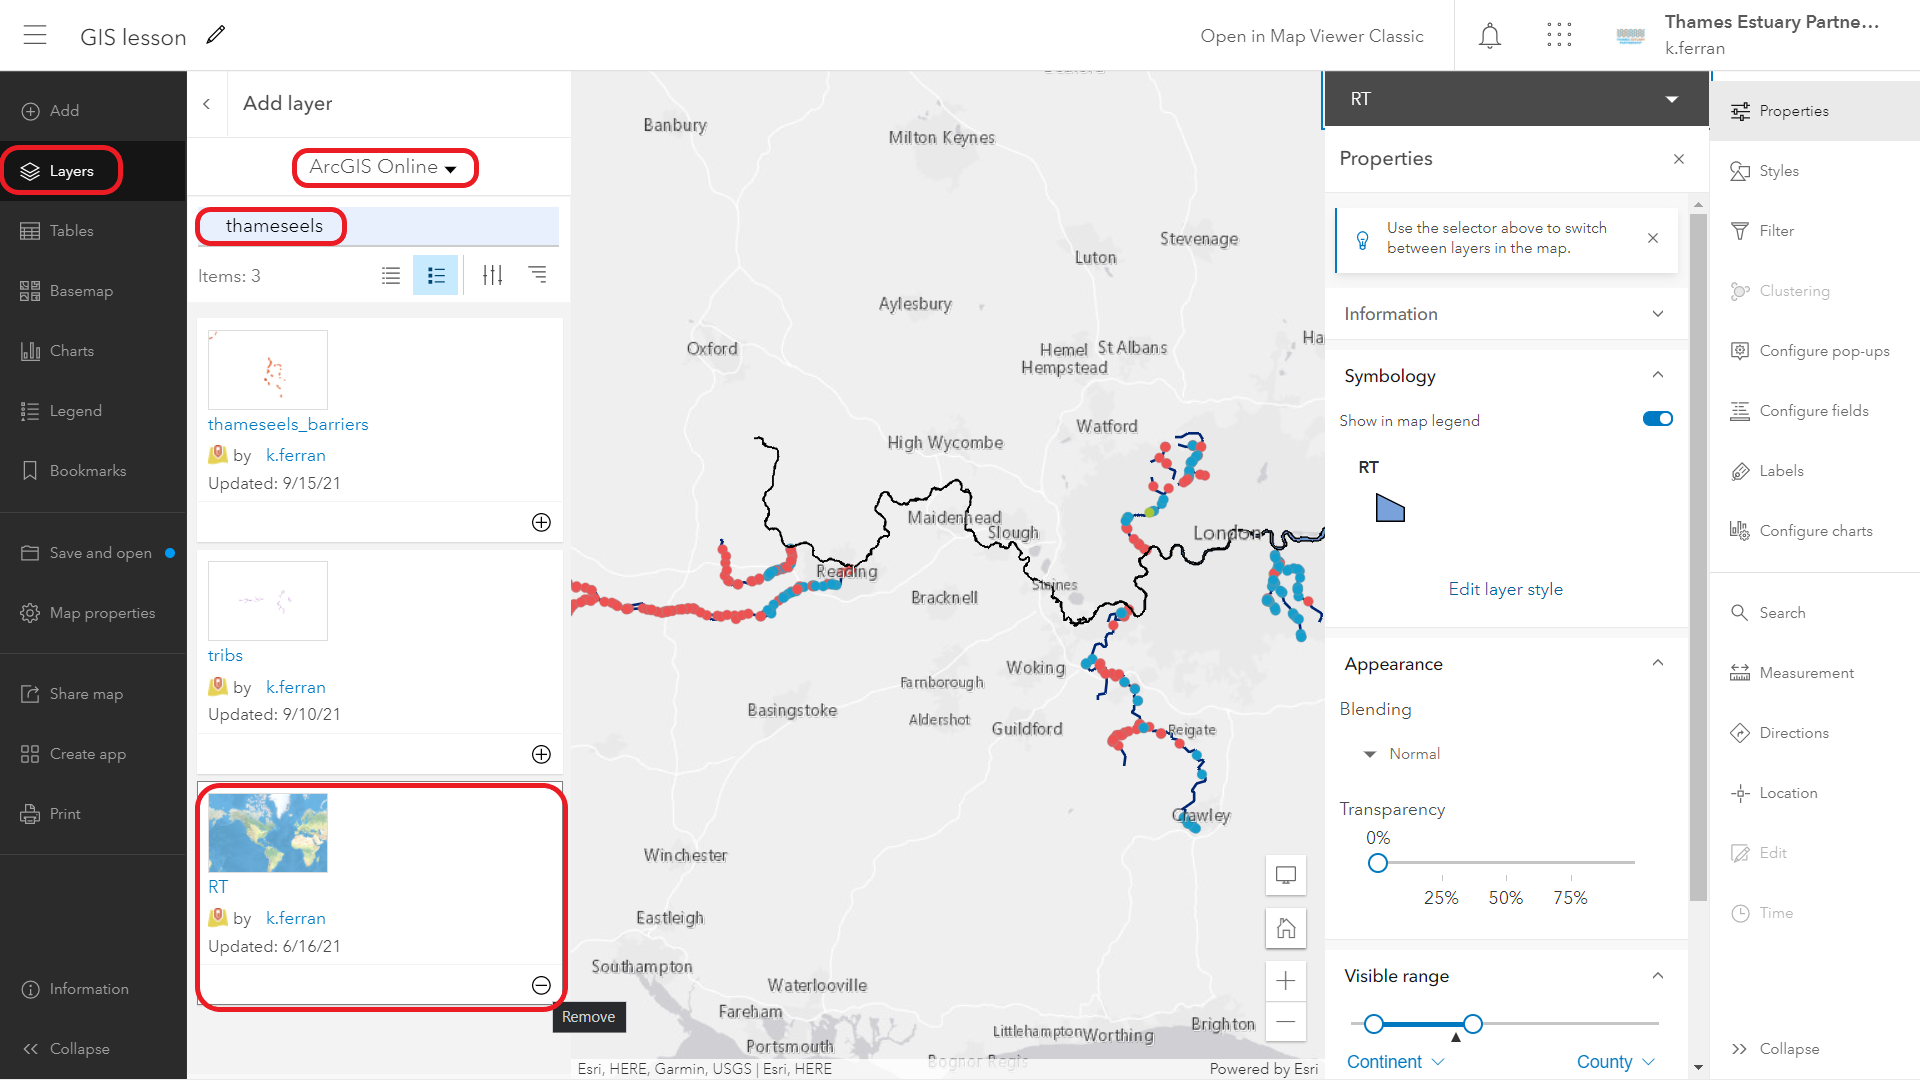 GIS lesson
Open in Map Viewer Classic
Thames Estuary Partne...
k.ferran
Add
Layers
Tables
Basemap
Charts
Legend
Bookmarks
Save and open
Map properties
Share map
Create app
Print
Information
Collapse
Add layer
ArcGIS Online
thameseels
Items: 3
thameseels_barriers
by k.ferran
Updated: 9/15/21
tribs
by k.ferran
Updated: 9/10/21
RT
by k.ferran
Updated: 6/16/21
Remove
Banbury
Milton Keynes
Stevenage
Luton
Aylesbury
Oxford
Hemel
Hempstead
St Albans
Ha
Watford
High Wycombe
Maidenhead
Slough
London
Reading
Staines
Bracknell
Woking
Farnborough
Basingstoke
Aldershot
Guildford
Reigate
Crawley
Winchester
Eastleigh
Southampton
Waterlooville
Fareham
Littlehampton
Worthing
Brighton
Portsmouth
Bognor Regis
Esri, HERE, Garmin, USGS | Esri, HERE
Powered by Esri
RT
Properties
Use the selector above to switch
between layers in the map.
Information
Symbology
Show in map legend
RT
Edit layer style
Appearance
Blending
Normal
Transparency
0%
25% 50% 75%
Visible range
Continent
County
Properties
Styles
Filter
Clustering
Configure pop-ups
Configure fields
Labels
Configure charts
Search
Measurement
Directions
Location
Edit
Time
Collapse